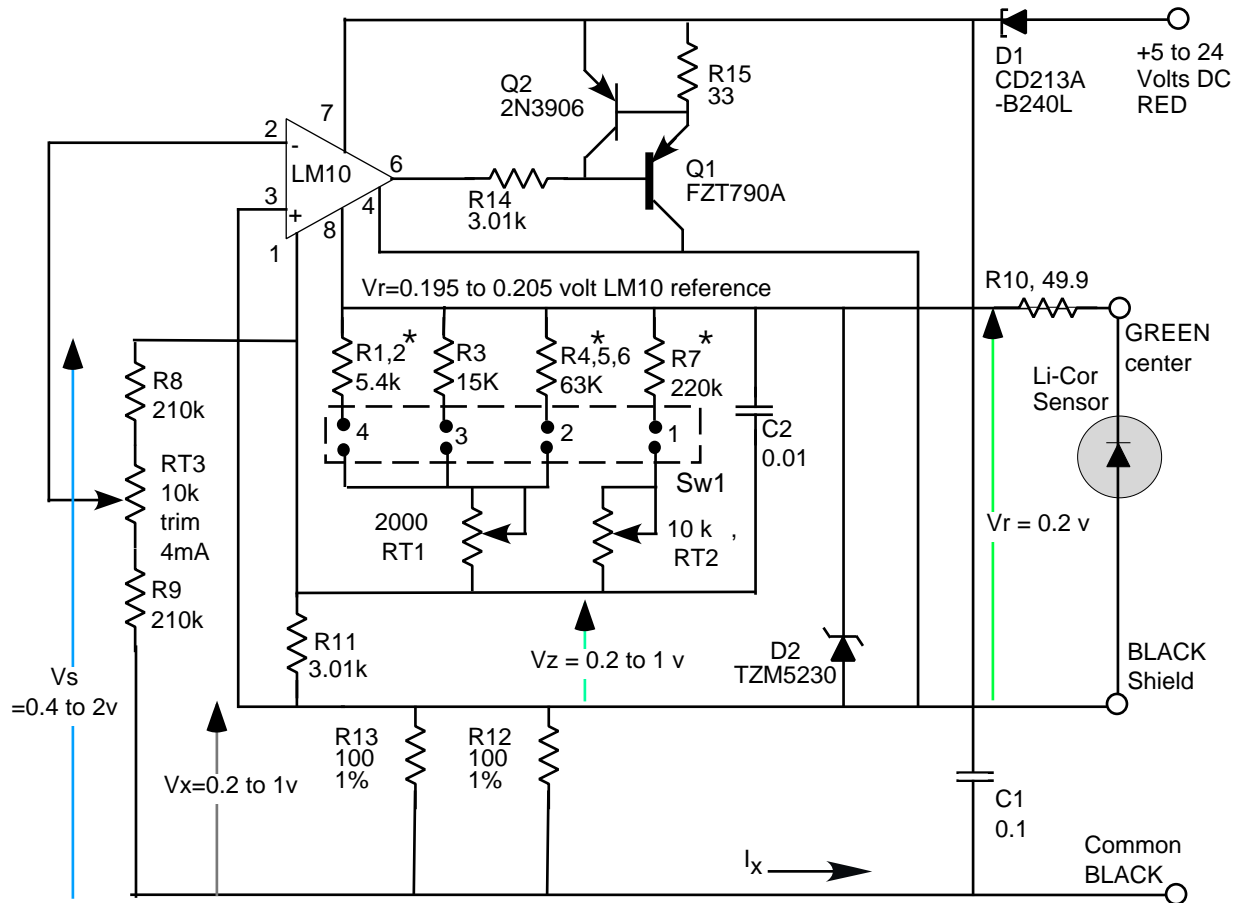 D1
CD213A
-B240L
+5 to 24
Volts DC
RED
Q2
2N3906
R15
33
7
2
-
LM10
6
3
+
4
8
1
R14
3.01k
Q1
FZT790A
Vr=0.195 to 0.205 volt LM10 reference
R10, 49.9
GREEN
center
R1,2*
5.4k
R3
15K
R4,5,6*
63K
R7*
220k
R8
210k
Li-Cor
Sensor
4
3
2
1
C2
0.01
Sw1
RT3
10k
trim
4mA
2000
RT1
10 k ,
RT2
Vr = 0.2 v
R9
210k
R11
3.01k
Vz = 0.2 to 1 v
D2
TZM5230
BLACK
Shield
Vs
=0.4 to 2v
R13
100
1%
R12
100
1%
Vx=0.2 to 1v
C1
0.1
Ix
Common
BLACK